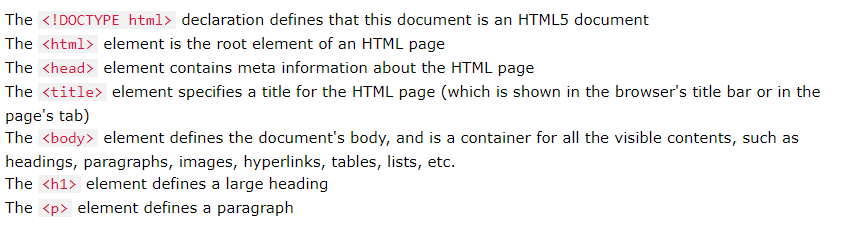 The <!DOCTYPE html> declaration defines that this document is an HTML5 document
The <html> element is the root element of an HTML page
The <head> element contains meta information about the HTML page
The <title> element specifies a title for the HTML page (which is shown in the browser's title bar or in the
page's tab)
The <body> element defines the document's body, and is a container for all the visible contents, such as
headings, paragraphs, images, hyperlinks, tables, lists, etc.
The <h1> element defines a large heading
The <p> element defines a paragraph